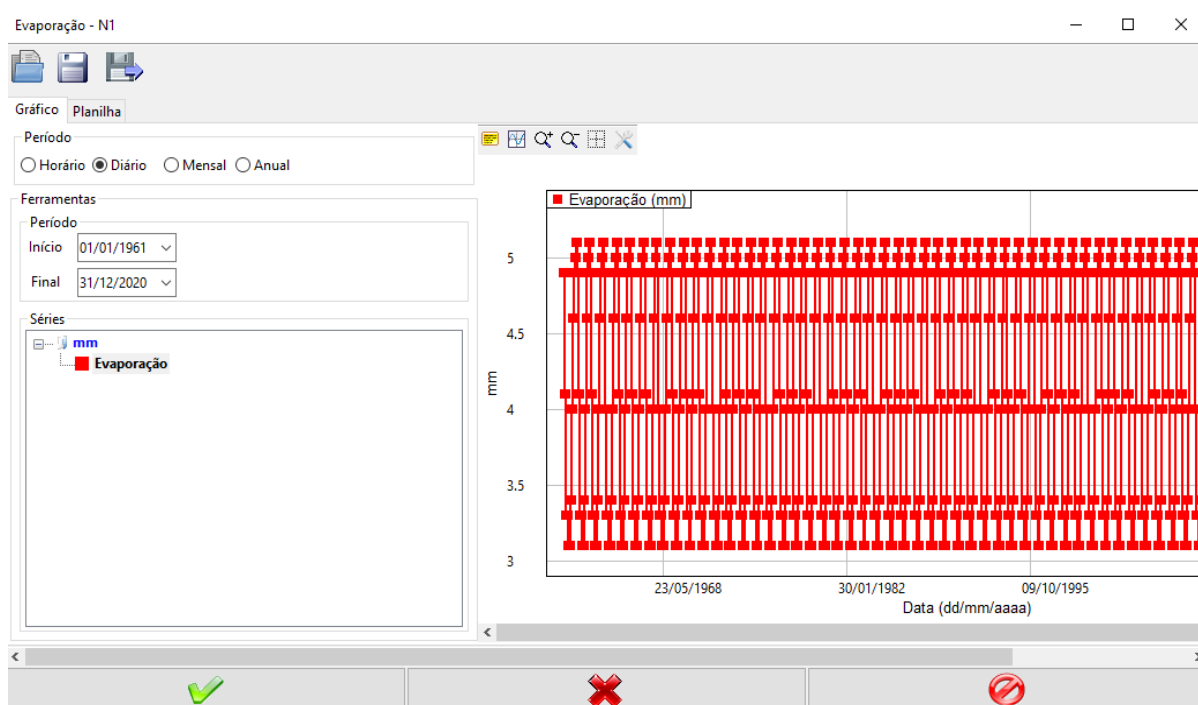 Evaporação - N1
Gráfico Planilha
Período
Horário Diário Mensal Anual
Ferramentas
Período
Início 01/01/1961
Final 31/12/2020
Séries
mm
Evaporação
Evaporação (mm)
5
4.5
4
3.5
3
mm
23/05/1968 30/01/1982 09/10/1995
Data (dd/mm/aaaa)